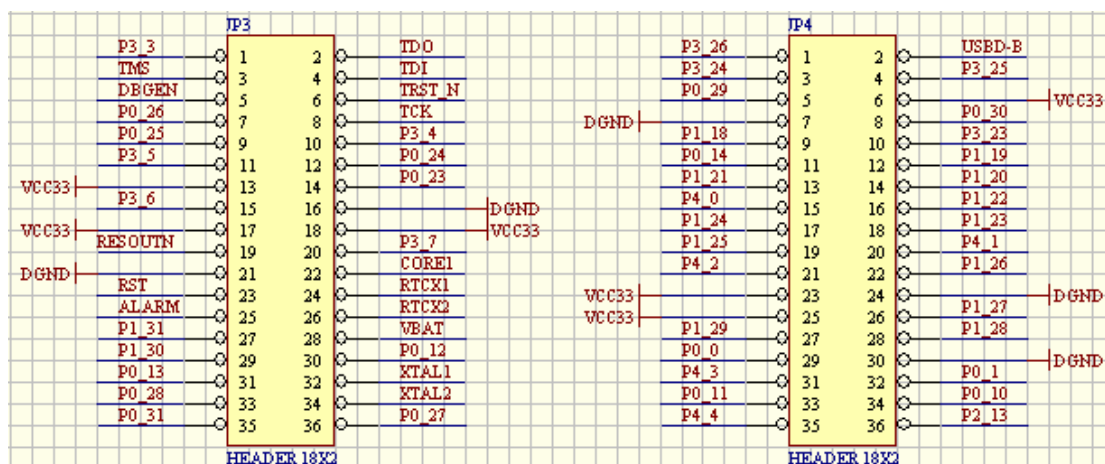 JP3
P3_3 1 2 TDO
TMS 3 4 TDI
DBGEN 5 6 TRST_N
P0_26 7 8 TCK
P0_25 9 10 P3_4
P3_5 11 12 P0_24
VCC33 13 14 P0_23
P3_6 15 16 DGND
VCC33 17 18 VCC33
RESOUTN 19 20 P3_7
DGND 21 22 CORE1
RST 23 24 RTCX1
ALARM 25 26 RTCX2
P1_31 27 28 VBAT
P1_30 29 30 P0_12
P0_13 31 32 XTAL1
P0_28 33 34 XTAL2
P0_31 35 36 P0_27
HEADER 18X2
JP4
P3_26 1 2 USBD-B
P3_24 3 4 P3_25
P0_29 5 6 VCC33
DGND 7 8 P0_30
P1_18 9 10 P3_23
P0_14 11 12 P1_19
P1_21 13 14 P1_20
P4_0 15 16 P1_22
P1_24 17 18 P1_23
P1_25 19 20 P4_1
P4_2 21 22 P1_26
VCC33 23 24 DGND
VCC33 25 26 P1_27
P1_29 27 28 P1_28
P0_0 29 30 DGND
P4_3 31 32 P0_1
P0_11 33 34 P0_10
P4_4 35 36 P2_13
HEADER 18X2